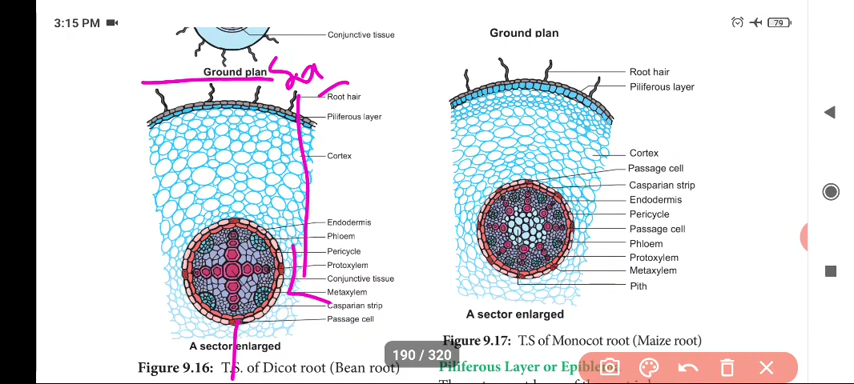 3:15 PM
79
Conjunctive tissue
Ground plan
Root hair
Piliferous layer
Cortex
Endodermis
Phloem
Pericycle
Protoxylem
Conjunctive tissue
Metaxylem
Casparian strip
Passage cell
A sector enlarged
Figure 9.16: T.S. of Dicot root (Bean root)
Ground plan
Root hair
Piliferous layer
Cortex
Passage cell
Casparian strip
Endodermis
Pericycle
Passage cell
Phloem
Protoxylem
Metaxylem
Pith
A sector enlarged
Figure 9.17: T.S of Monocot root (Maize root)
190 / 320
Piliferous Layer or